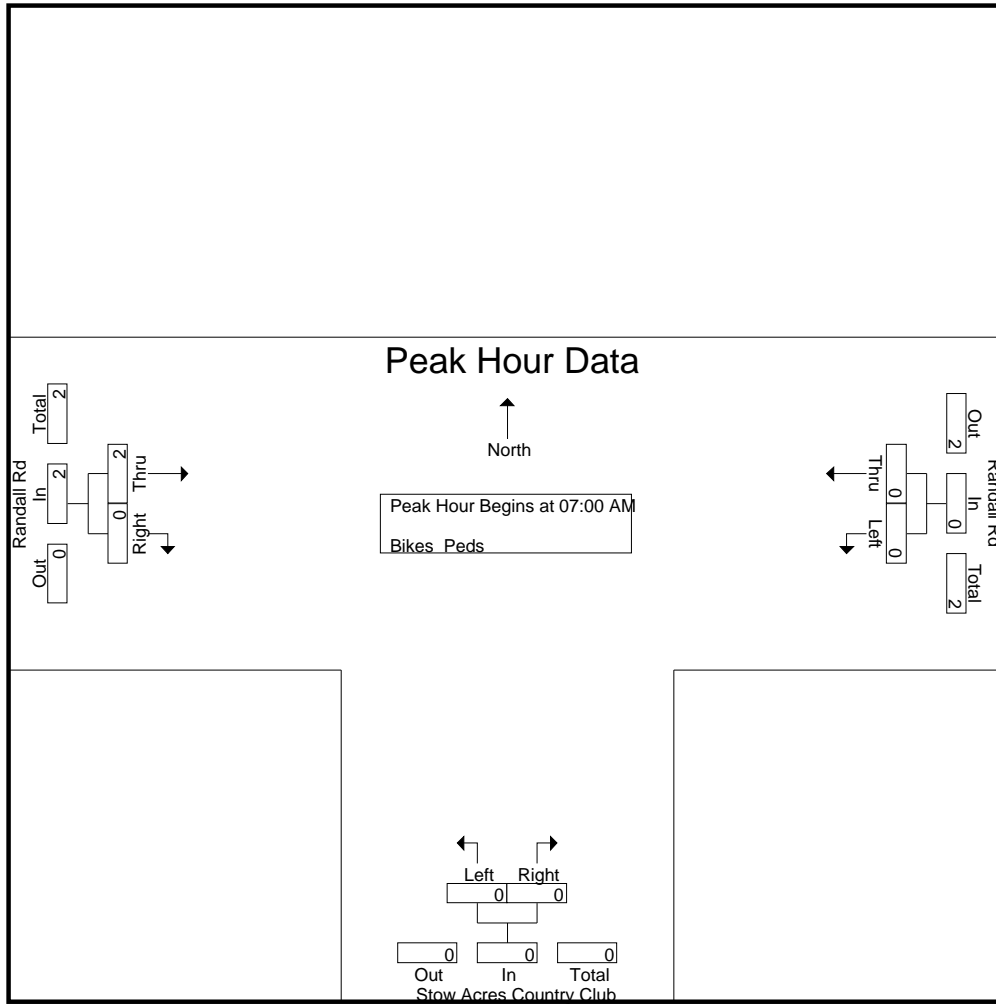 Peak Hour Data
North
Peak Hour Begins at 07:00 AM
Bikes Peds
Randall Rd
Total
2
In
2
Out
0
Thru
2
Right
0
Randall Rd
Out
2
In
0
Total
2
Thru
0
Left
0
Left
0
Right
0
Out
0
In
0
Total
0
Stow Acres Country Club